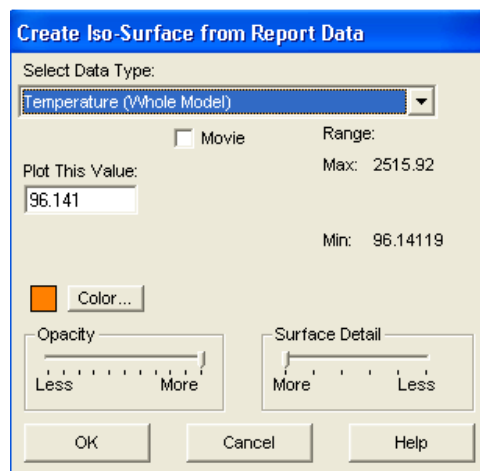 Create Iso-Surface from Report Data
Select Data Type:
Temperature (Whole Model)
Movie
Range:
Plot This Value:
Max: 2515.92
96.141
Min: 96.14119
Color...
Opacity
Surface Detail
Less More
More Less
OK Cancel Help